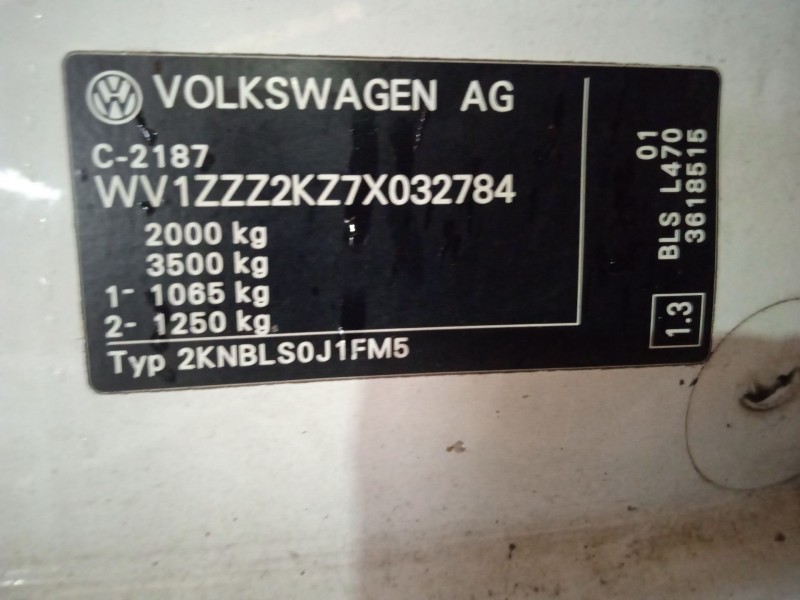 VOLKSWAGEN AG
C-2187
WV1ZZZ2KZ7X032784
2000 kg
3500 kg
1- 1065 kg
2- 1250 kg
Typ 2KNBLS0J1FM5
01
BLS L470
3618515
1.3